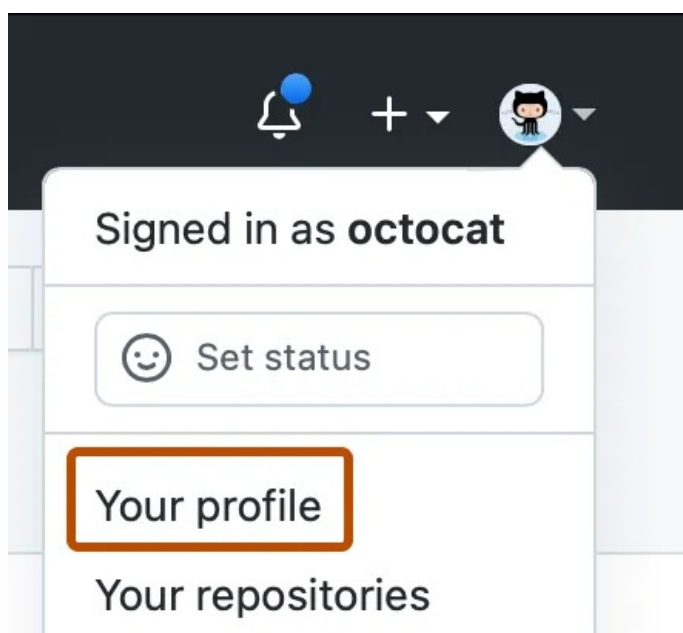 Signed in as octocat
Set status
Your profile
Your repositories